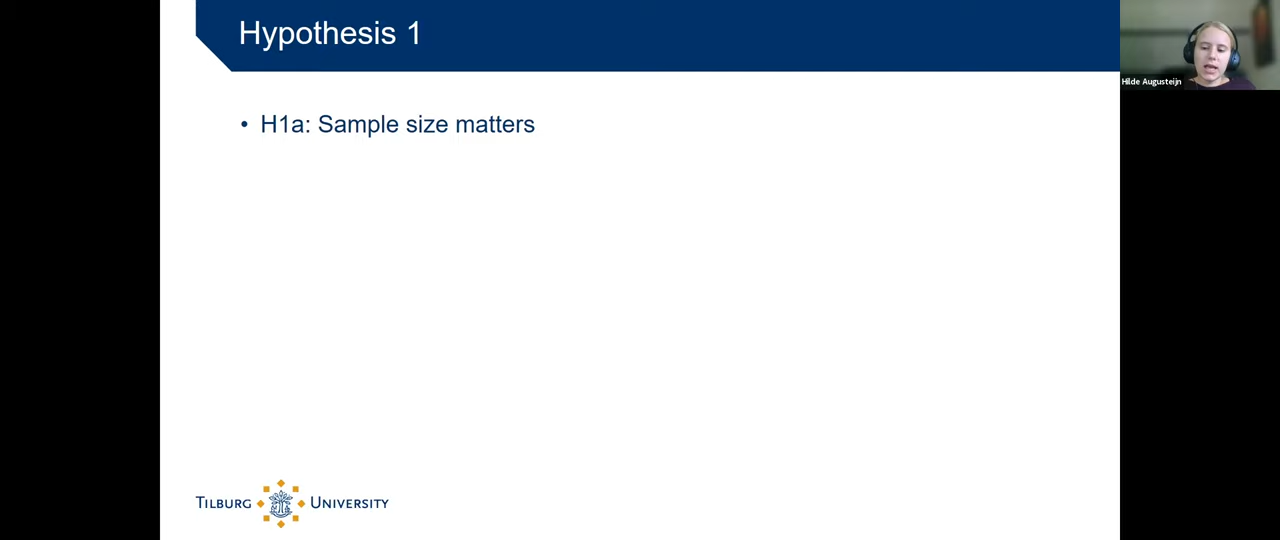 Hypothesis 1
Hilde Augusteijn
• H1a: Sample size matters
TILBURG UNIVERSITY